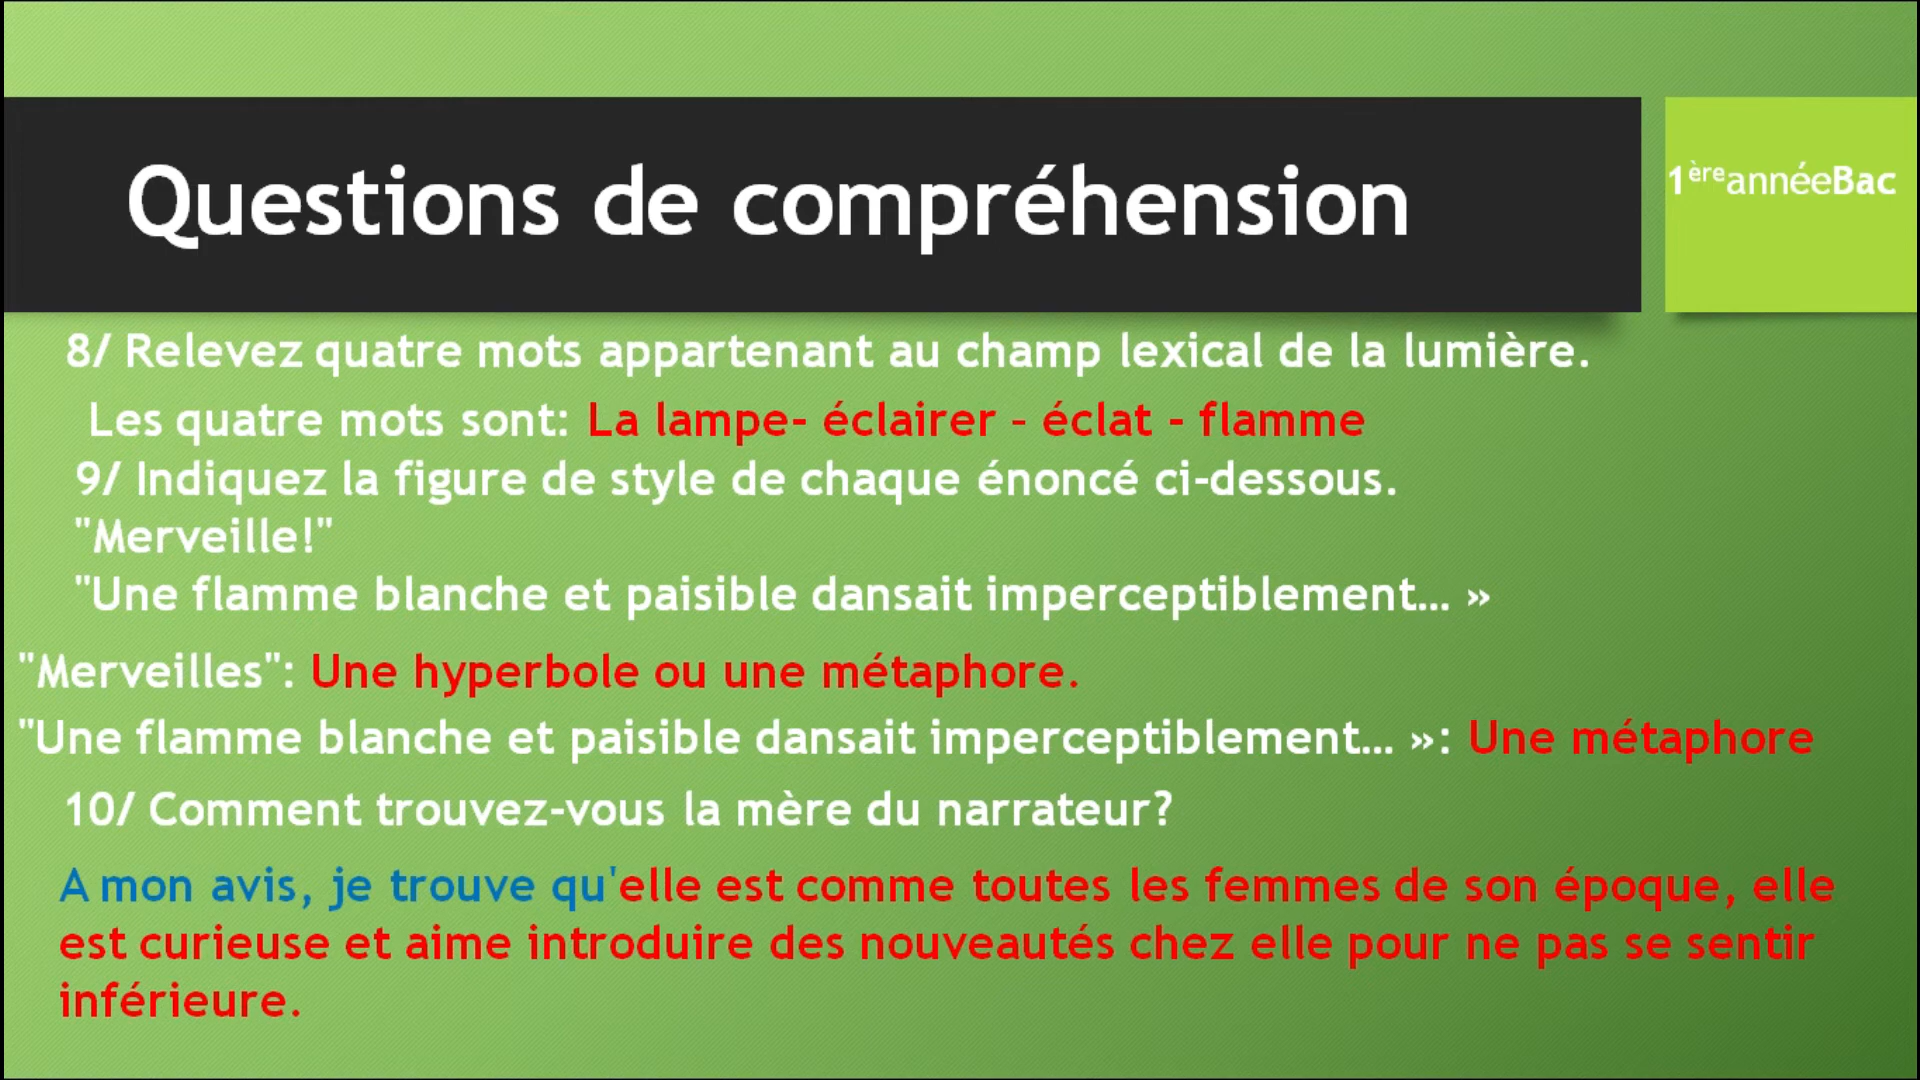 Questions de compréhension
1èreannéeBac
8/ Relevez quatre mots appartenant au champ lexical de la lumière.
Les quatre mots sont: La lampe- éclairer – éclat - flamme
9/ Indiquez la figure de style de chaque énoncé ci-dessous.
"Merveille!"
"Une flamme blanche et paisible dansait imperceptiblement… »
"Merveilles": Une hyperbole ou une métaphore.
"Une flamme blanche et paisible dansait imperceptiblement… »: Une métaphore
10/ Comment trouvez-vous la mère du narrateur?
A mon avis, je trouve qu'elle est comme toutes les femmes de son époque, elle
est curieuse et aime introduire des nouveautés chez elle pour ne pas se sentir
inférieure.